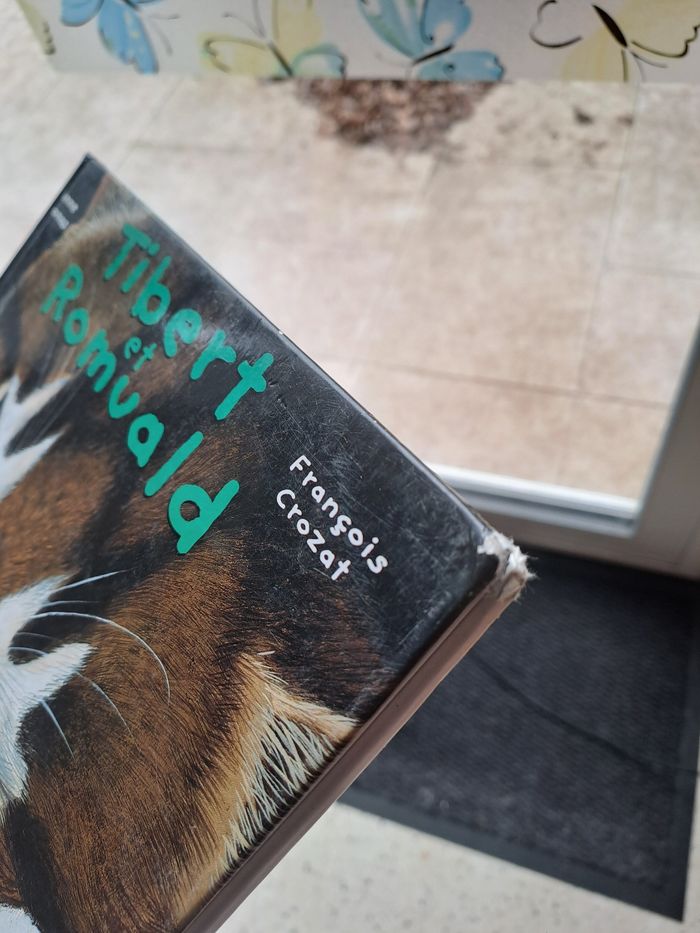 Tibert
et
Romuald
François
Crozat